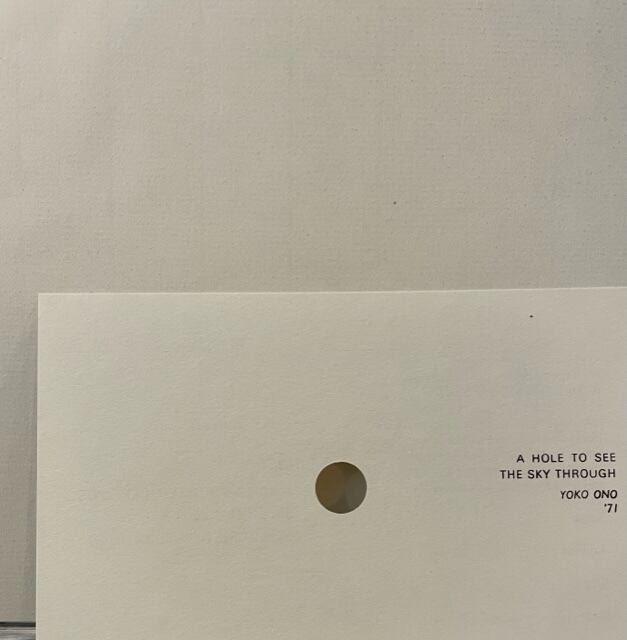 A HOLE TO SEE
THE SKY THROUGH
YOKO ONO
'71